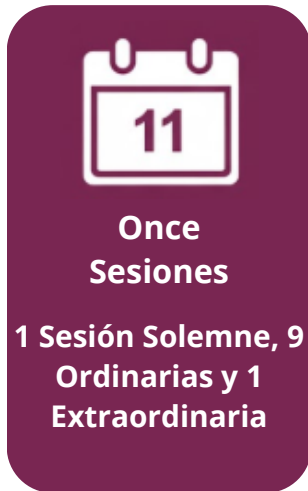 11
Once
Sesiones
1 Sesión Solemne, 9
Ordinarias y 1
Extraordinaria